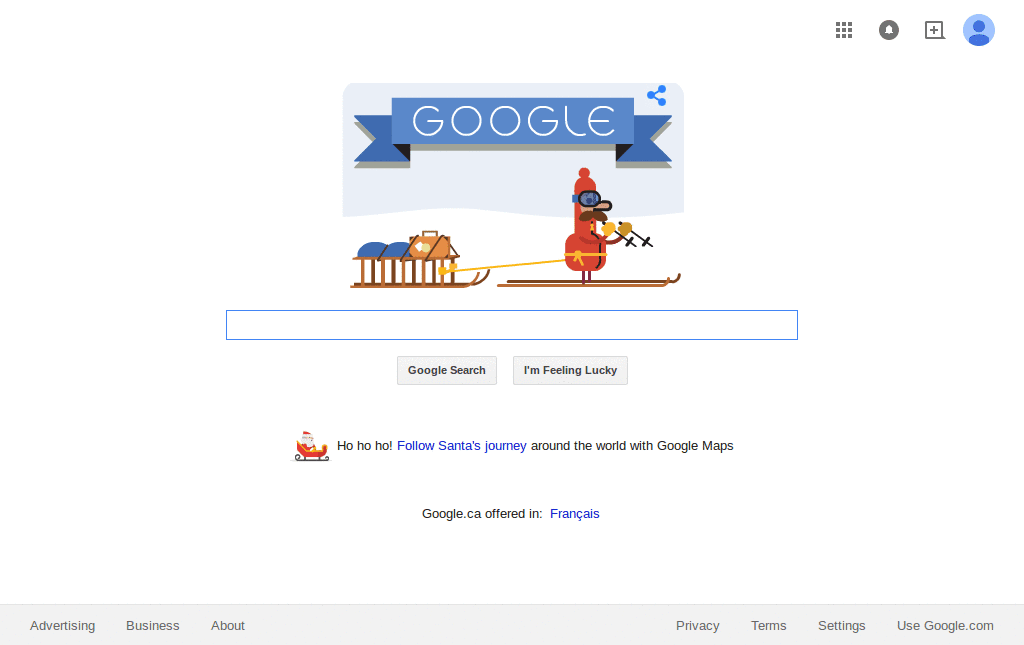 GOOGLE
Google Search I'm Feeling Lucky
Ho ho ho! Follow Santa's journey around the world with Google Maps
Google.ca offered in: Français
Advertising Business About Privacy Terms Settings Use Google.com